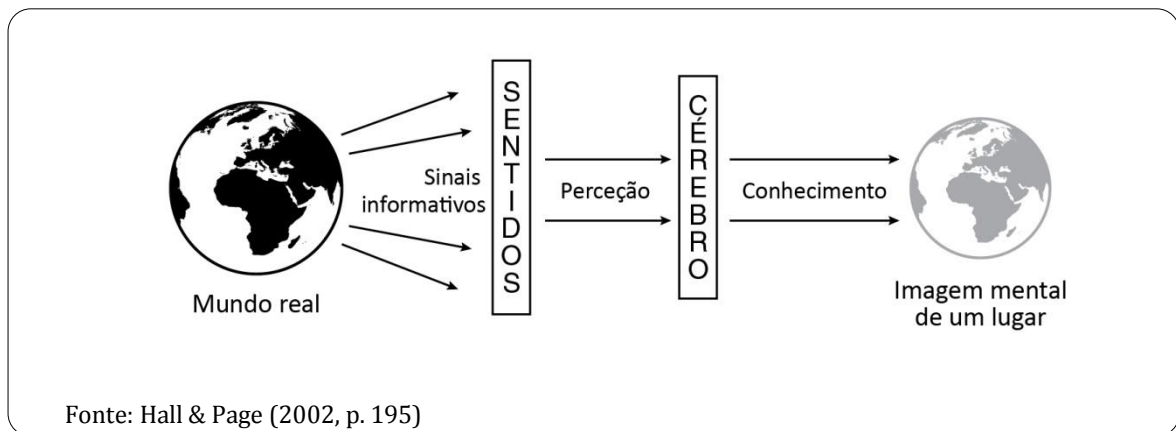 SENTIDOS
CÉREBRO
Sinais
informativos
Perceção
Conhecimento
Mundo real
Imagem mental
de um lugar
Fonte: Hall & Page (2002, p. 195)